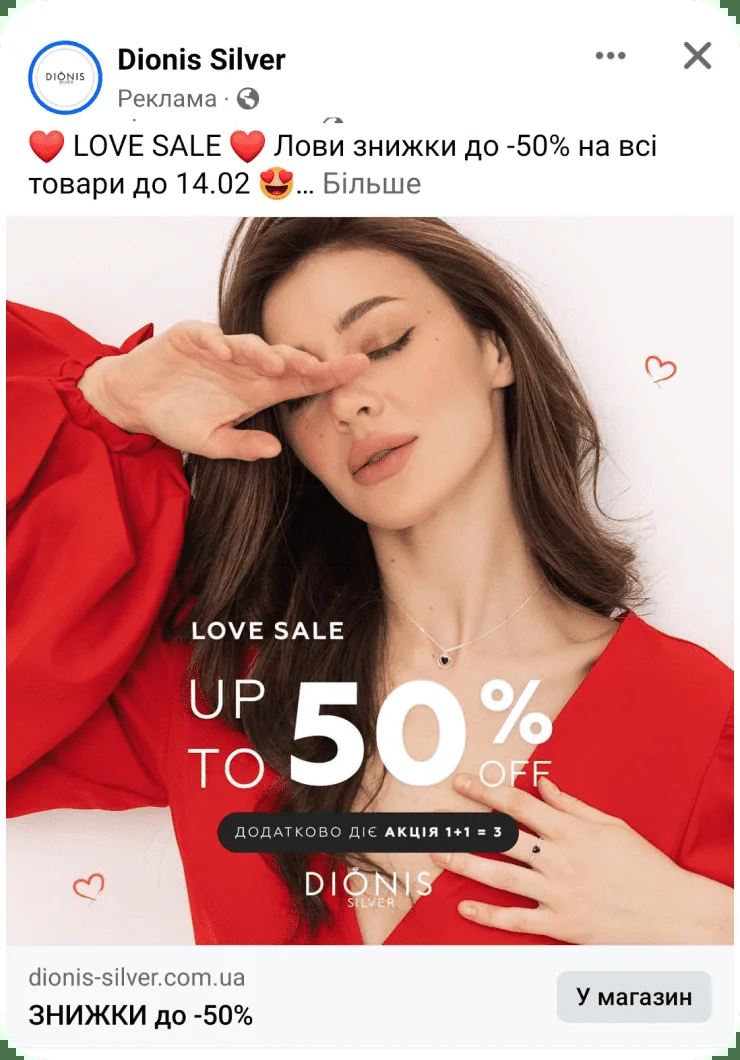 DIONIS
SILVER
Dionis Silver
Реклама ·
❤️ LOVE SALE ❤️ Лови знижки до -50% на всі
товари до 14.02 😍... Більше
LOVE SALE
UP
TO
50%
OFF
ДОДАТКОВО ДІЄ АКЦІЯ 1+1 = 3
DIONIS
SILVER
dionis-silver.com.ua
ЗНИЖКИ до -50%
У магазин